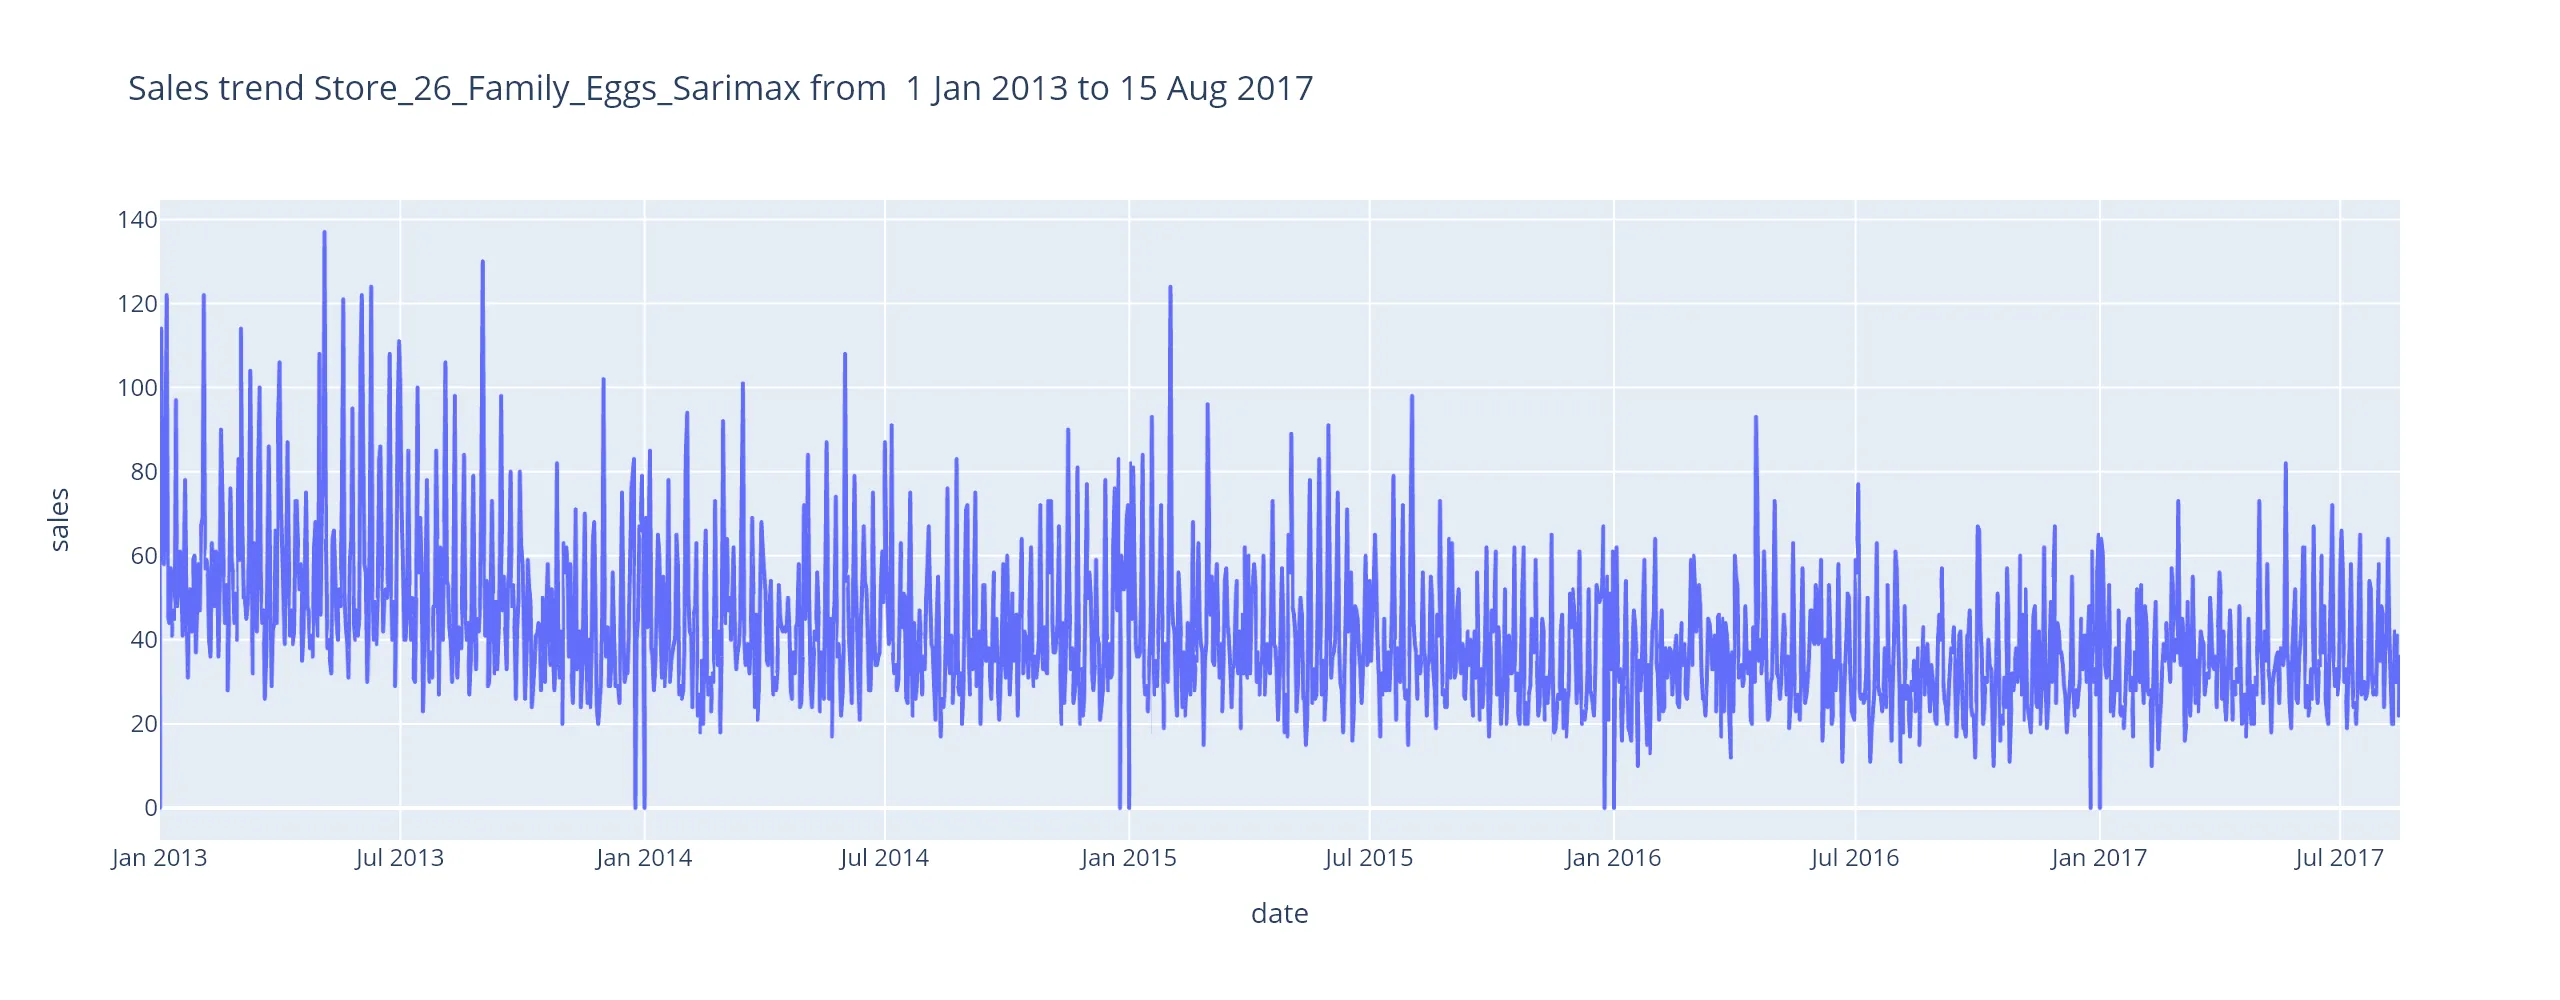 Sales trend Store_26_Family_Eggs_Sarimax from  1 Jan 2013 to 15 Aug 2017
140
120
100
80
60
40
20
0
sales
Jan 2013 Jul 2013 Jan 2014 Jul 2014 Jan 2015 Jul 2015 Jan 2016 Jul 2016 Jan 2017 Jul 2017
date